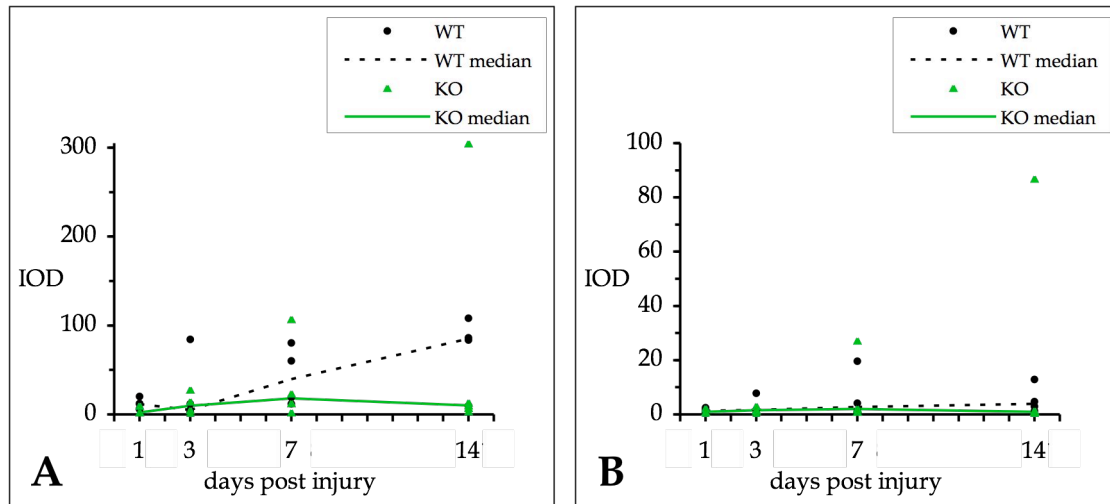 WT
WT median
KO
KO median
300
200
IOD
100
0
1 3 7 14
A
days post injury
WT
WT median
KO
KO median
100
80
60
IOD
40
20
0
1 3 7 14
B
days post injury